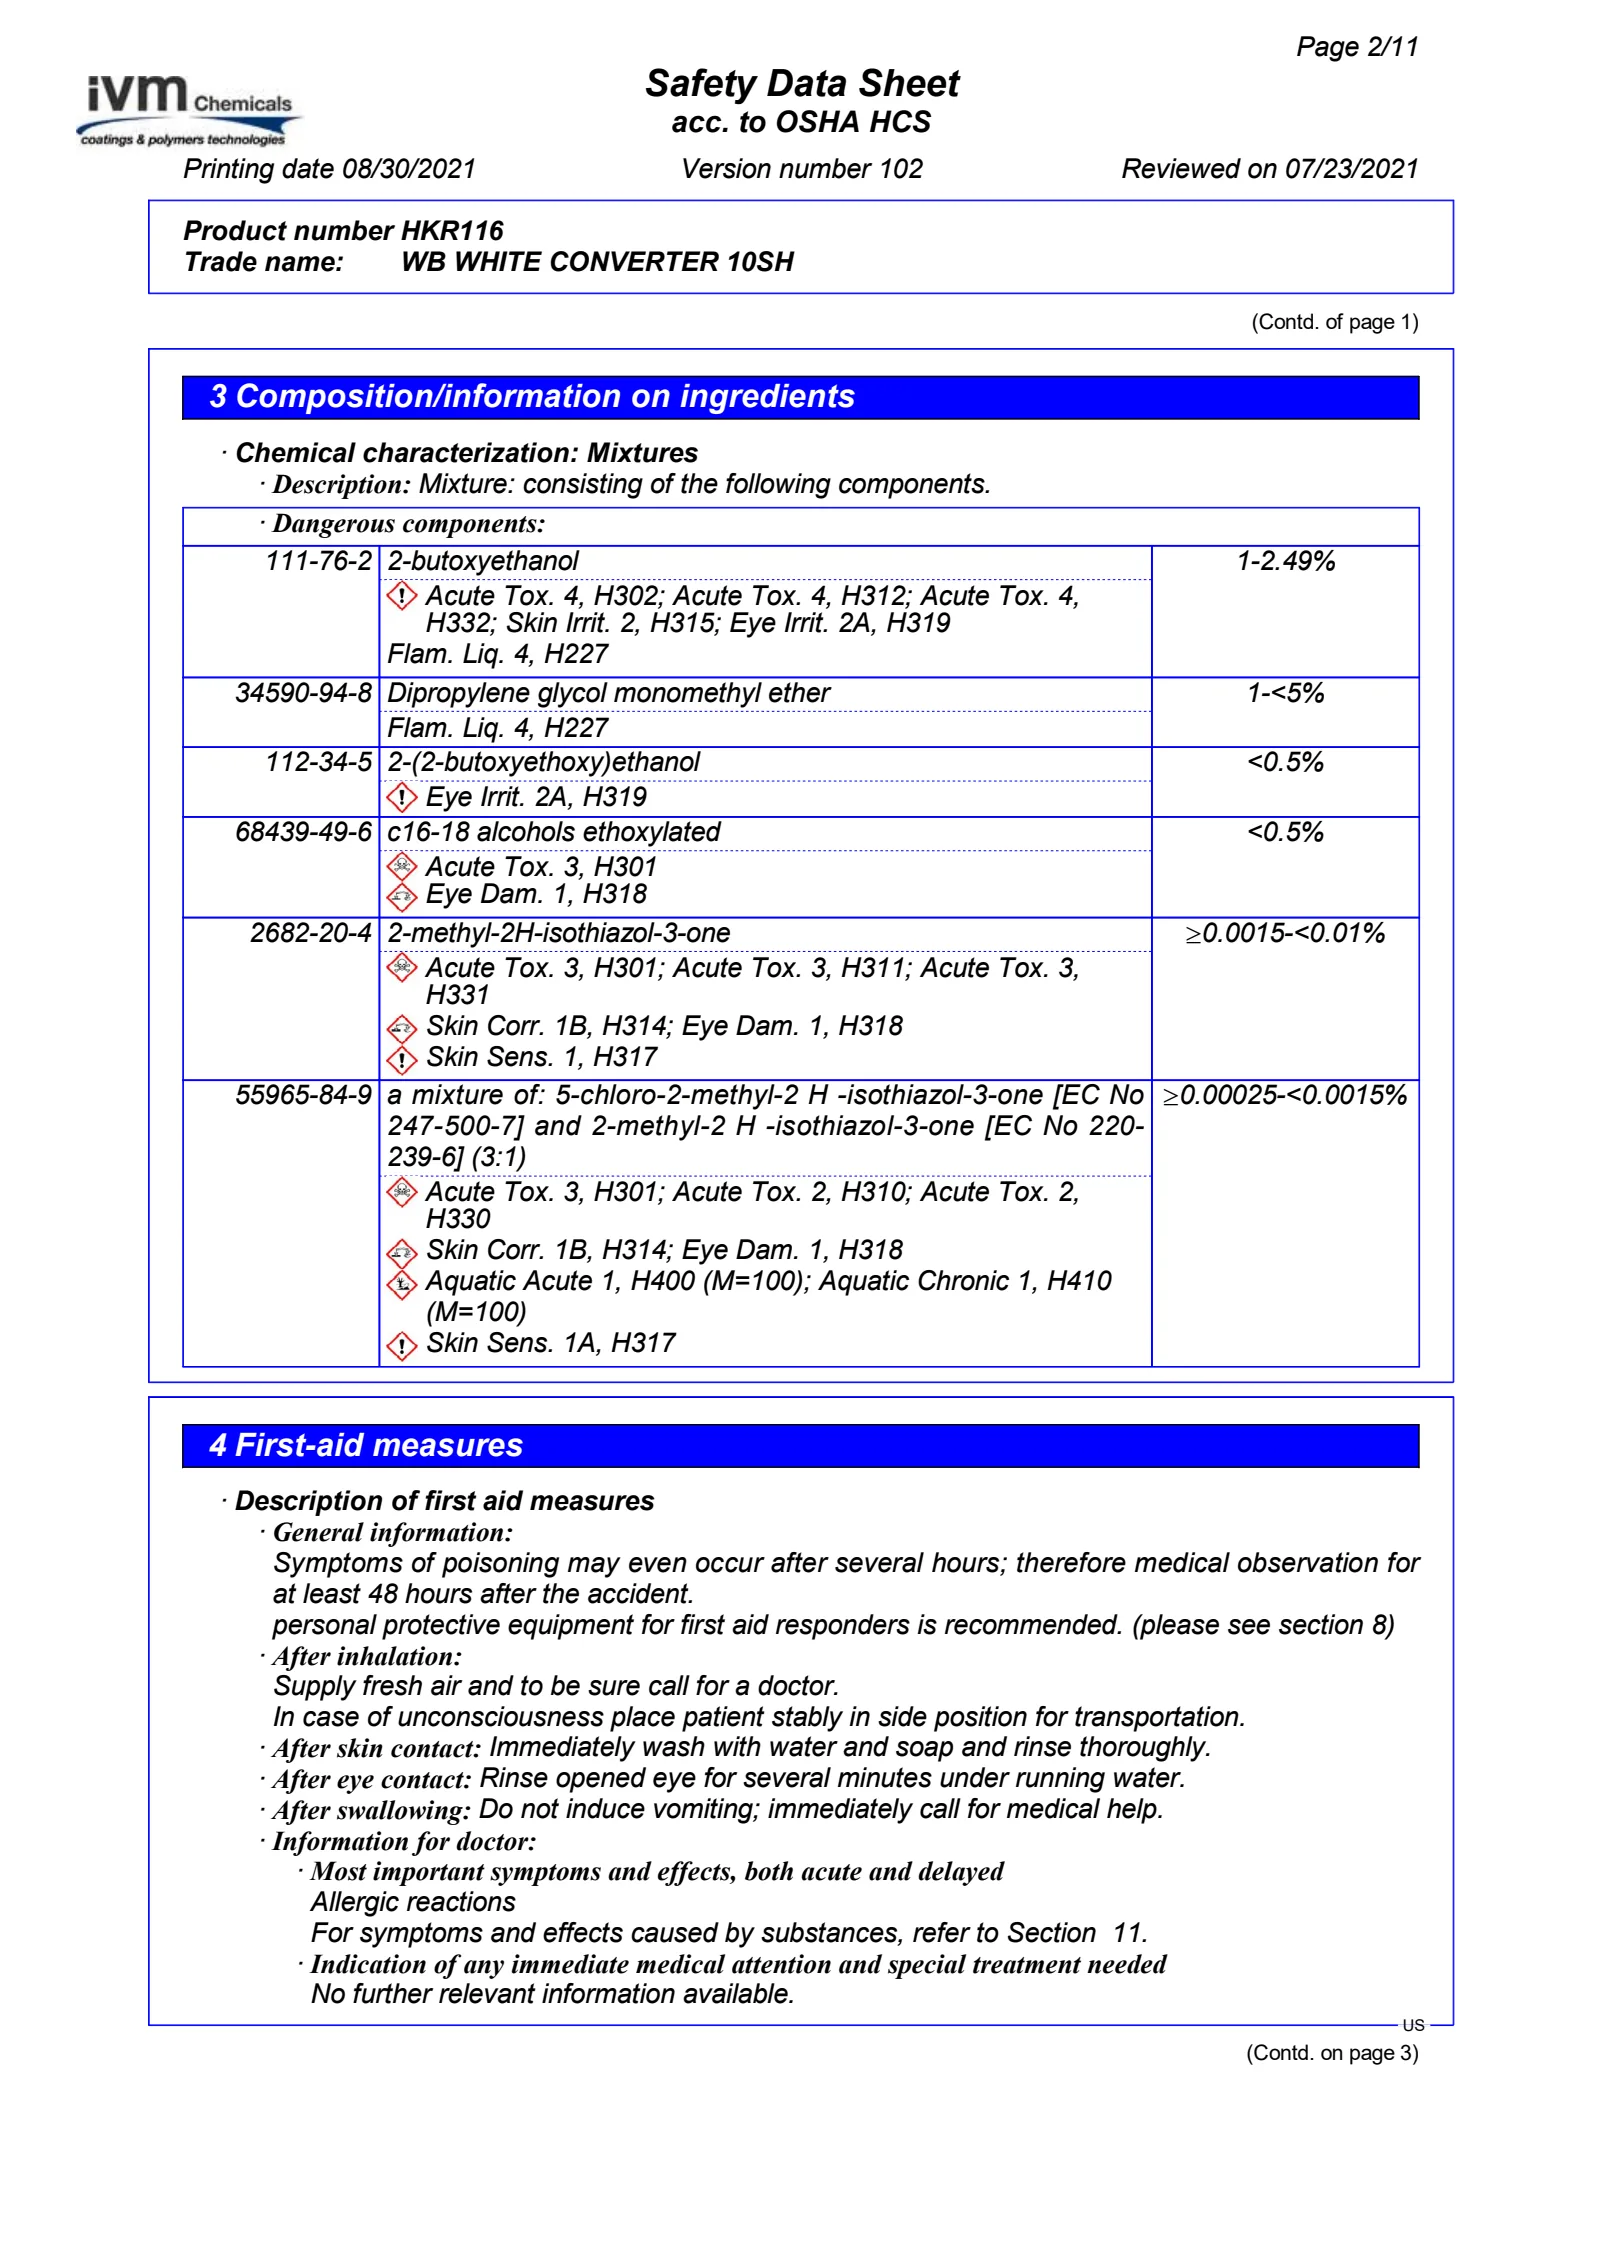 Page 2/11
ivm Chemicals
coatings & polymers technologies
Safety Data Sheet
acc. to OSHA HCS
Printing date 08/30/2021 Version number 102 Reviewed on 07/23/2021
Product number HKR116
Trade name: WB WHITE CONVERTER 10SH
(Contd. of page 1)
3 Composition/information on ingredients
· Chemical characterization: Mixtures
· Description: Mixture: consisting of the following components.
· Dangerous components:
111-76-2 2-butoxyethanol 1-2.49%
Acute Tox. 4, H302; Acute Tox. 4, H312; Acute Tox. 4,
H332; Skin Irrit. 2, H315; Eye Irrit. 2A, H319
Flam. Liq. 4, H227
34590-94-8 Dipropylene glycol monomethyl ether 1-<5%
Flam. Liq. 4, H227
112-34-5 2-(2-butoxyethoxy)ethanol <0.5%
Eye Irrit. 2A, H319
68439-49-6 c16-18 alcohols ethoxylated <0.5%
Acute Tox. 3, H301
Eye Dam. 1, H318
2682-20-4 2-methyl-2H-isothiazol-3-one ≥0.0015-<0.01%
Acute Tox. 3, H301; Acute Tox. 3, H311; Acute Tox. 3,
H331
Skin Corr. 1B, H314; Eye Dam. 1, H318
Skin Sens. 1, H317
55965-84-9 a mixture of: 5-chloro-2-methyl-2 H -isothiazol-3-one [EC No ≥0.00025-<0.0015%
247-500-7] and 2-methyl-2 H -isothiazol-3-one [EC No 220-
239-6] (3:1)
Acute Tox. 3, H301; Acute Tox. 2, H310; Acute Tox. 2,
H330
Skin Corr. 1B, H314; Eye Dam. 1, H318
Aquatic Acute 1, H400 (M=100); Aquatic Chronic 1, H410
(M=100)
Skin Sens. 1A, H317
4 First-aid measures
· Description of first aid measures
· General information:
Symptoms of poisoning may even occur after several hours; therefore medical observation for
at least 48 hours after the accident.
personal protective equipment for first aid responders is recommended. (please see section 8)
· After inhalation:
Supply fresh air and to be sure call for a doctor.
In case of unconsciousness place patient stably in side position for transportation.
· After skin contact: Immediately wash with water and soap and rinse thoroughly.
· After eye contact: Rinse opened eye for several minutes under running water.
· After swallowing: Do not induce vomiting; immediately call for medical help.
· Information for doctor:
· Most important symptoms and effects, both acute and delayed
Allergic reactions
For symptoms and effects caused by substances, refer to Section 11.
· Indication of any immediate medical attention and special treatment needed
No further relevant information available.
US
(Contd. on page 3)